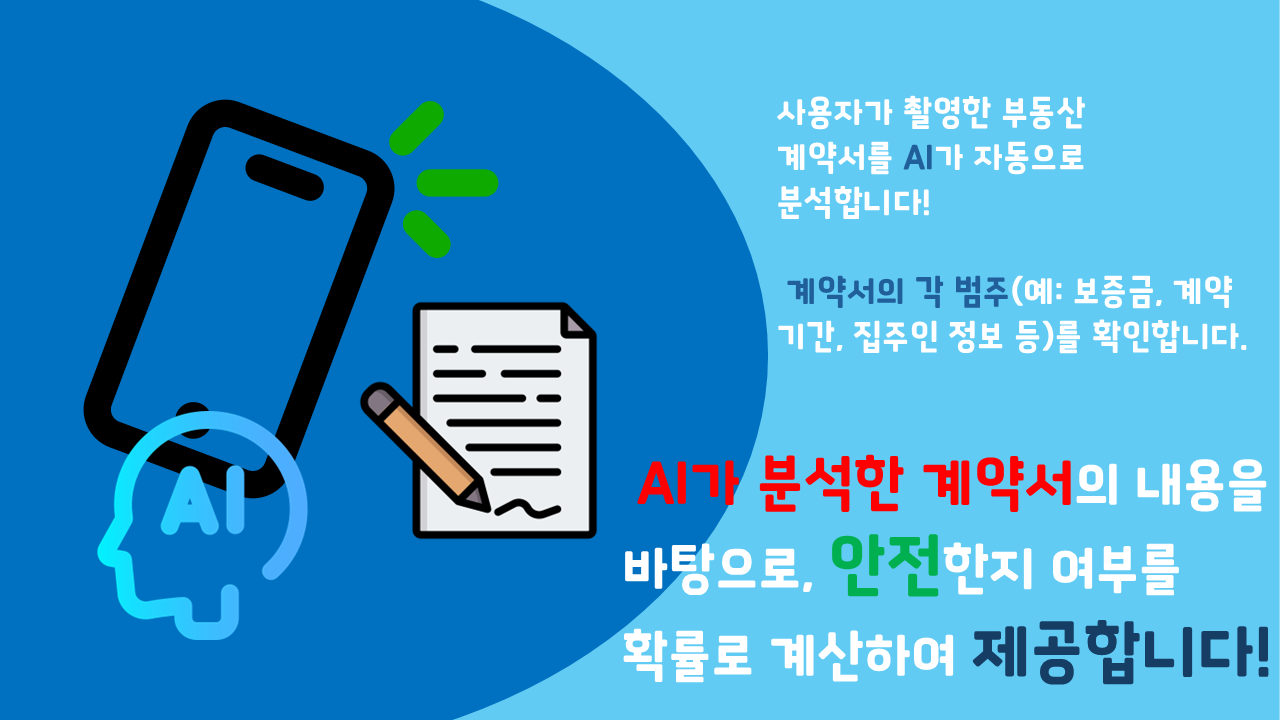 사용자가 촬영한 부동산
계약서를 AI가 자동으로
분석합니다!
계약서의 각 범주(예: 보증금, 계약
기간, 집주인 정보 등)를 확인합니다.
AI가 분석한 계약서의 내용을
바탕으로, 안전한지 여부를
확률로 계산하여 제공합니다!
AI